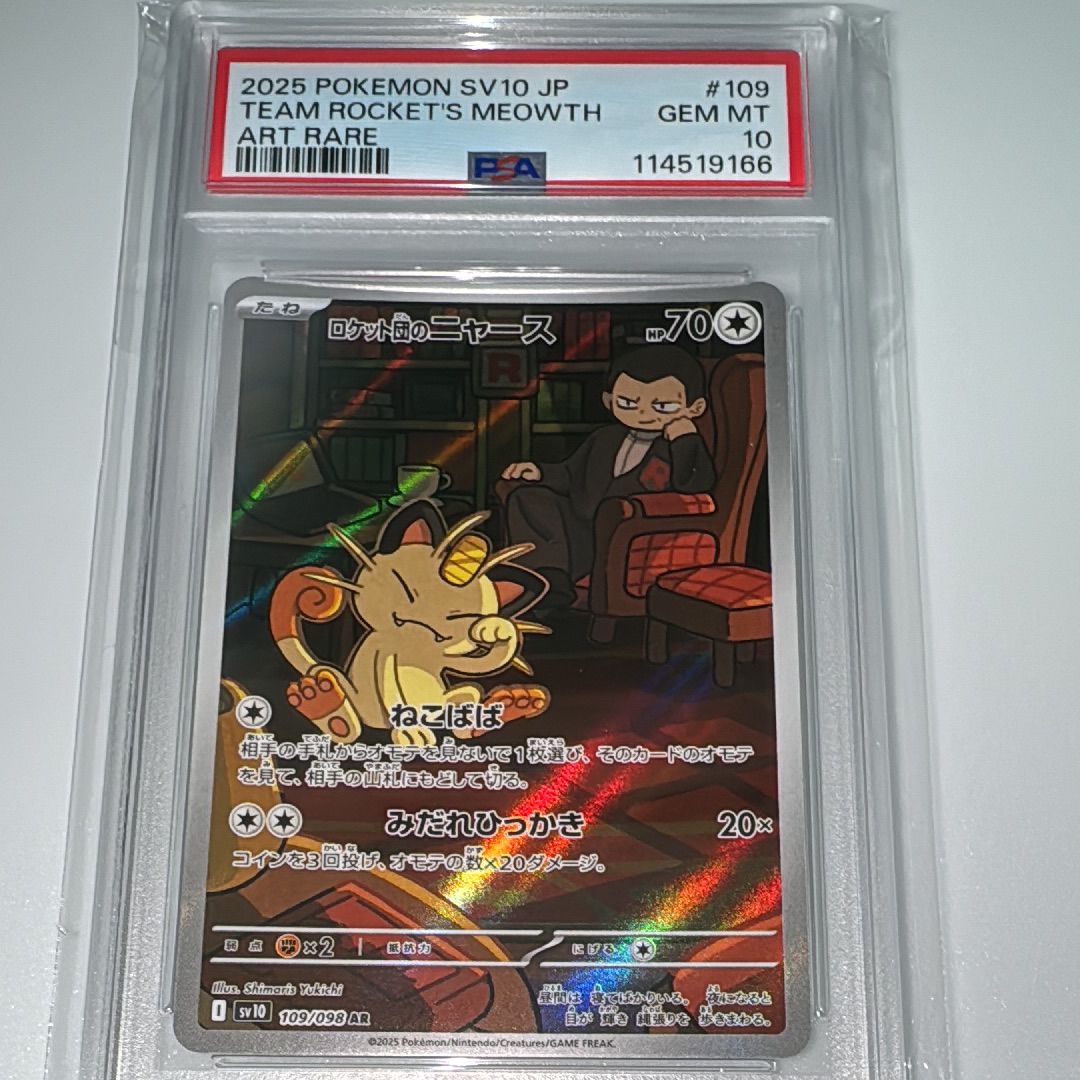 2025 POKEMON SV10 JP #109
TEAM ROCKET'S MEOWTH GEM MT
ART RARE 10
PSA 114519166
たね ロケット団のニャース HP70
R
ねこばば
相手の手札からオモテを見ないで1枚選び、そのカードのオモテ
を見て、相手の山札にもどして切る。
みだれひっかき 20×
コインを3回投げ、オモテの数×20ダメージ。
弱点 ×2 抵抗力 にげる
Illus. Shimaris Yukichi
昼間は 寝てばかりいる。 夜になると
目が 輝き 縄張りを 歩きまわる。
I sv10 109/098 AR
©2025 Pokémon/Nintendo/Creatures/GAME FREAK.